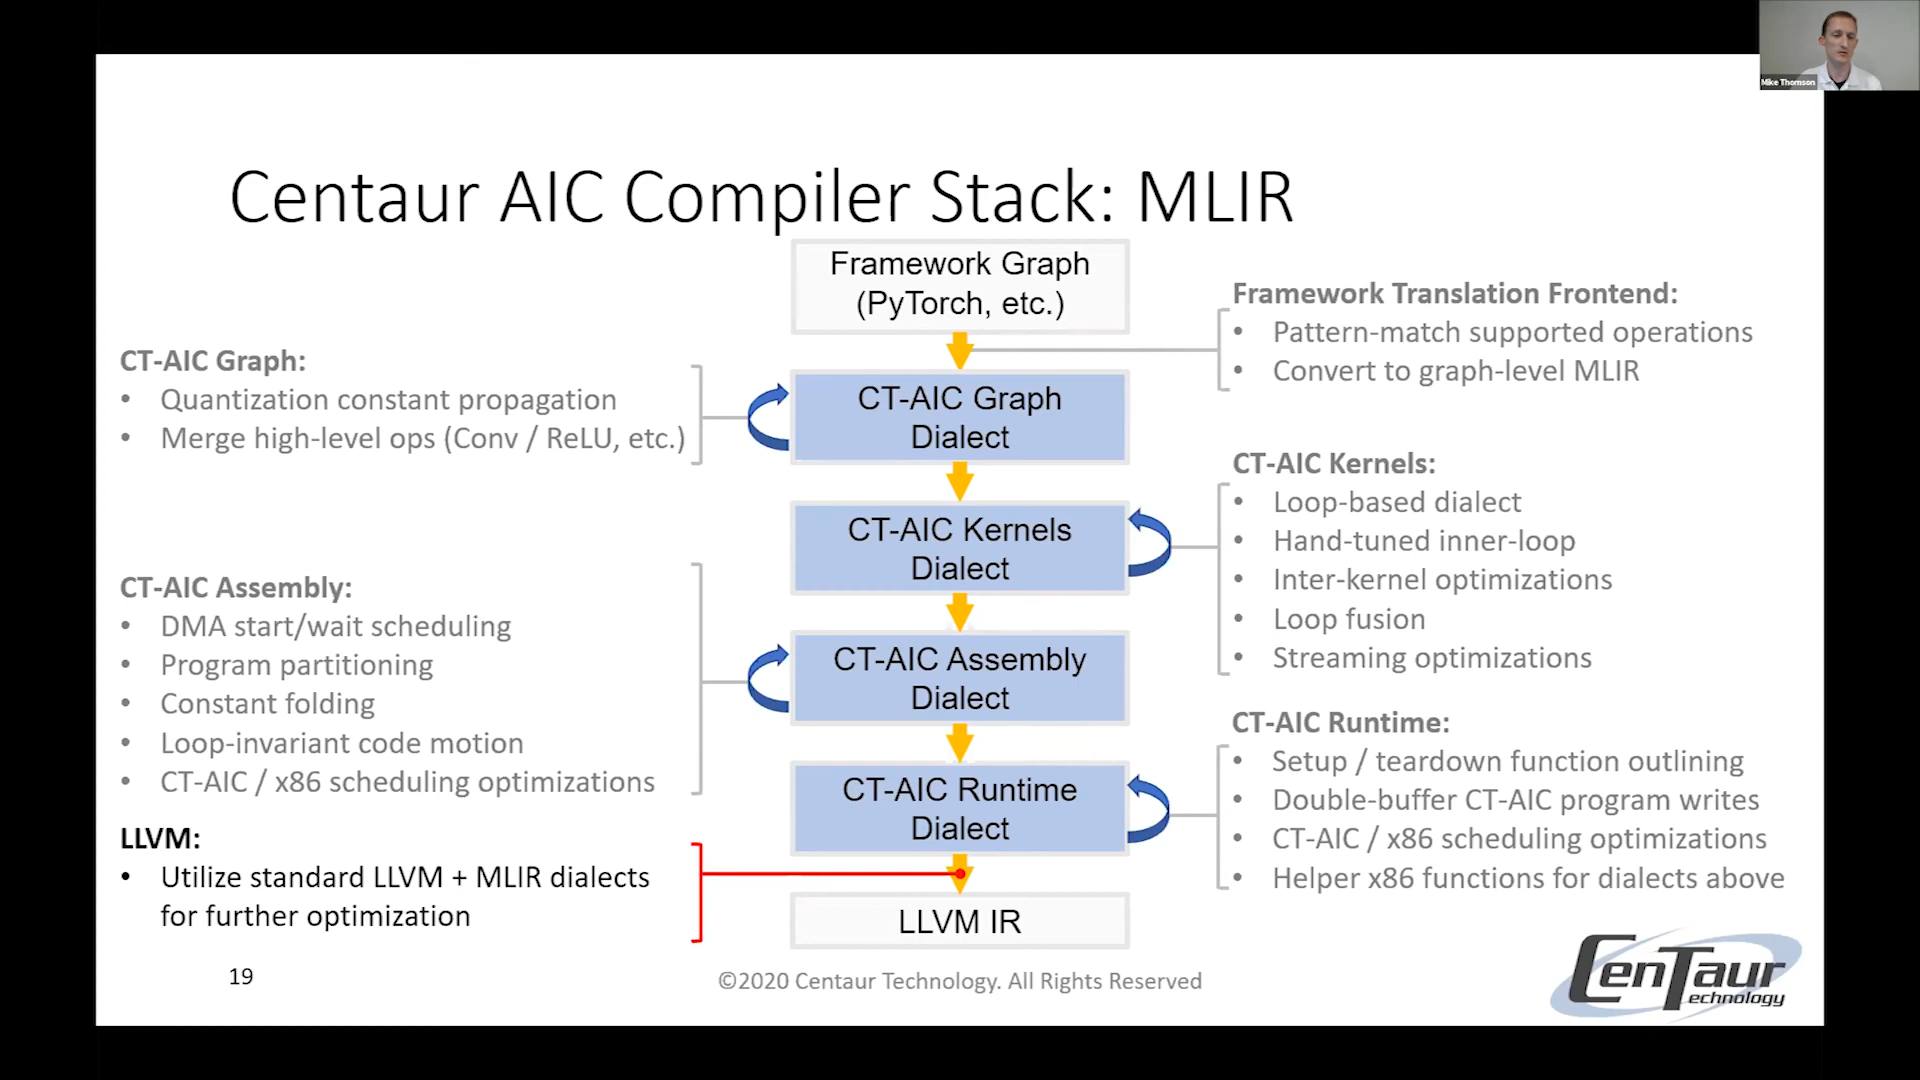 Mike Thomson
Centaur AIC Compiler Stack: MLIR
Framework Graph
(PyTorch, etc.)
Framework Translation Frontend:
• Pattern-match supported operations
• Convert to graph-level MLIR
CT-AIC Graph:
• Quantization constant propagation
• Merge high-level ops (Conv / ReLU, etc.)
CT-AIC Graph
Dialect
CT-AIC Kernels:
• Loop-based dialect
• Hand-tuned inner-loop
• Inter-kernel optimizations
• Loop fusion
• Streaming optimizations
CT-AIC Kernels
Dialect
CT-AIC Assembly:
• DMA start/wait scheduling
• Program partitioning
• Constant folding
• Loop-invariant code motion
• CT-AIC / x86 scheduling optimizations
CT-AIC Assembly
Dialect
CT-AIC Runtime:
• Setup / teardown function outlining
• Double-buffer CT-AIC program writes
• CT-AIC / x86 scheduling optimizations
• Helper x86 functions for dialects above
CT-AIC Runtime
Dialect
LLVM:
• Utilize standard LLVM + MLIR dialects
for further optimization
LLVM IR
19
©2020 Centaur Technology. All Rights Reserved
CenTaur
Technology